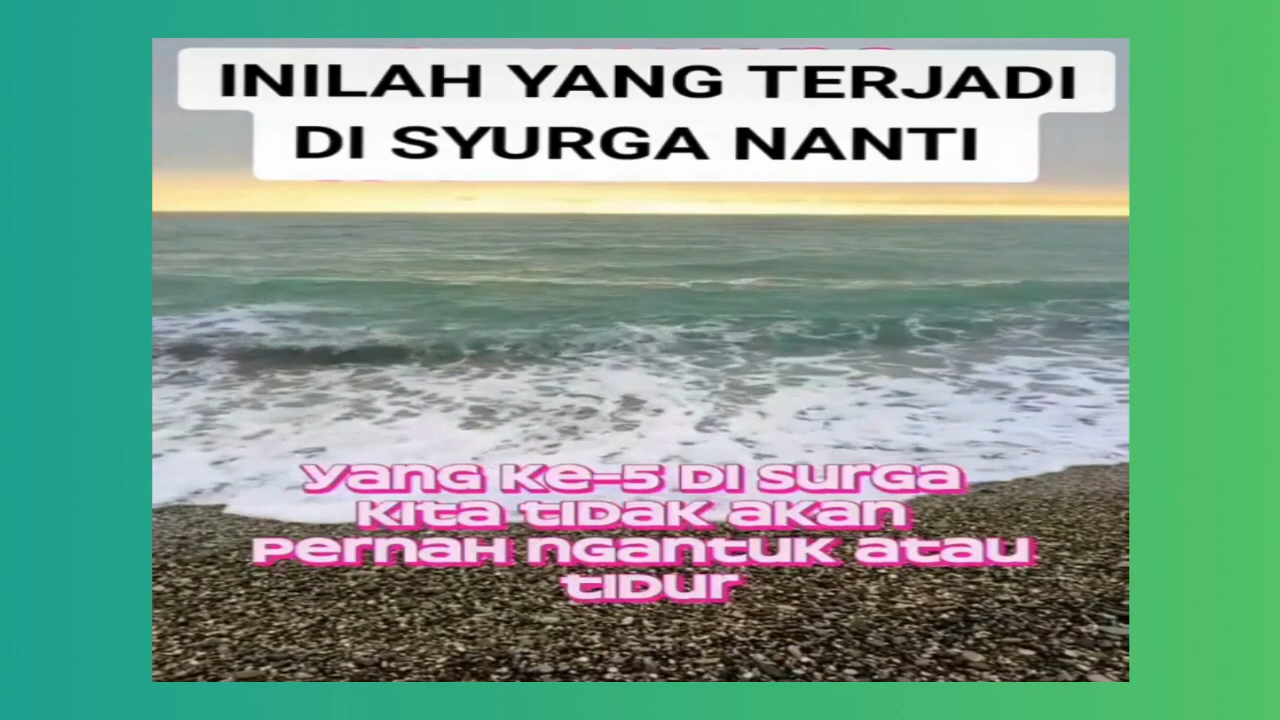 INILAH YANG TERJADI
DI SYURGA NANTI
yang ke-5 di surga
kita tidak akan
pernah ngantuk atau
tidur